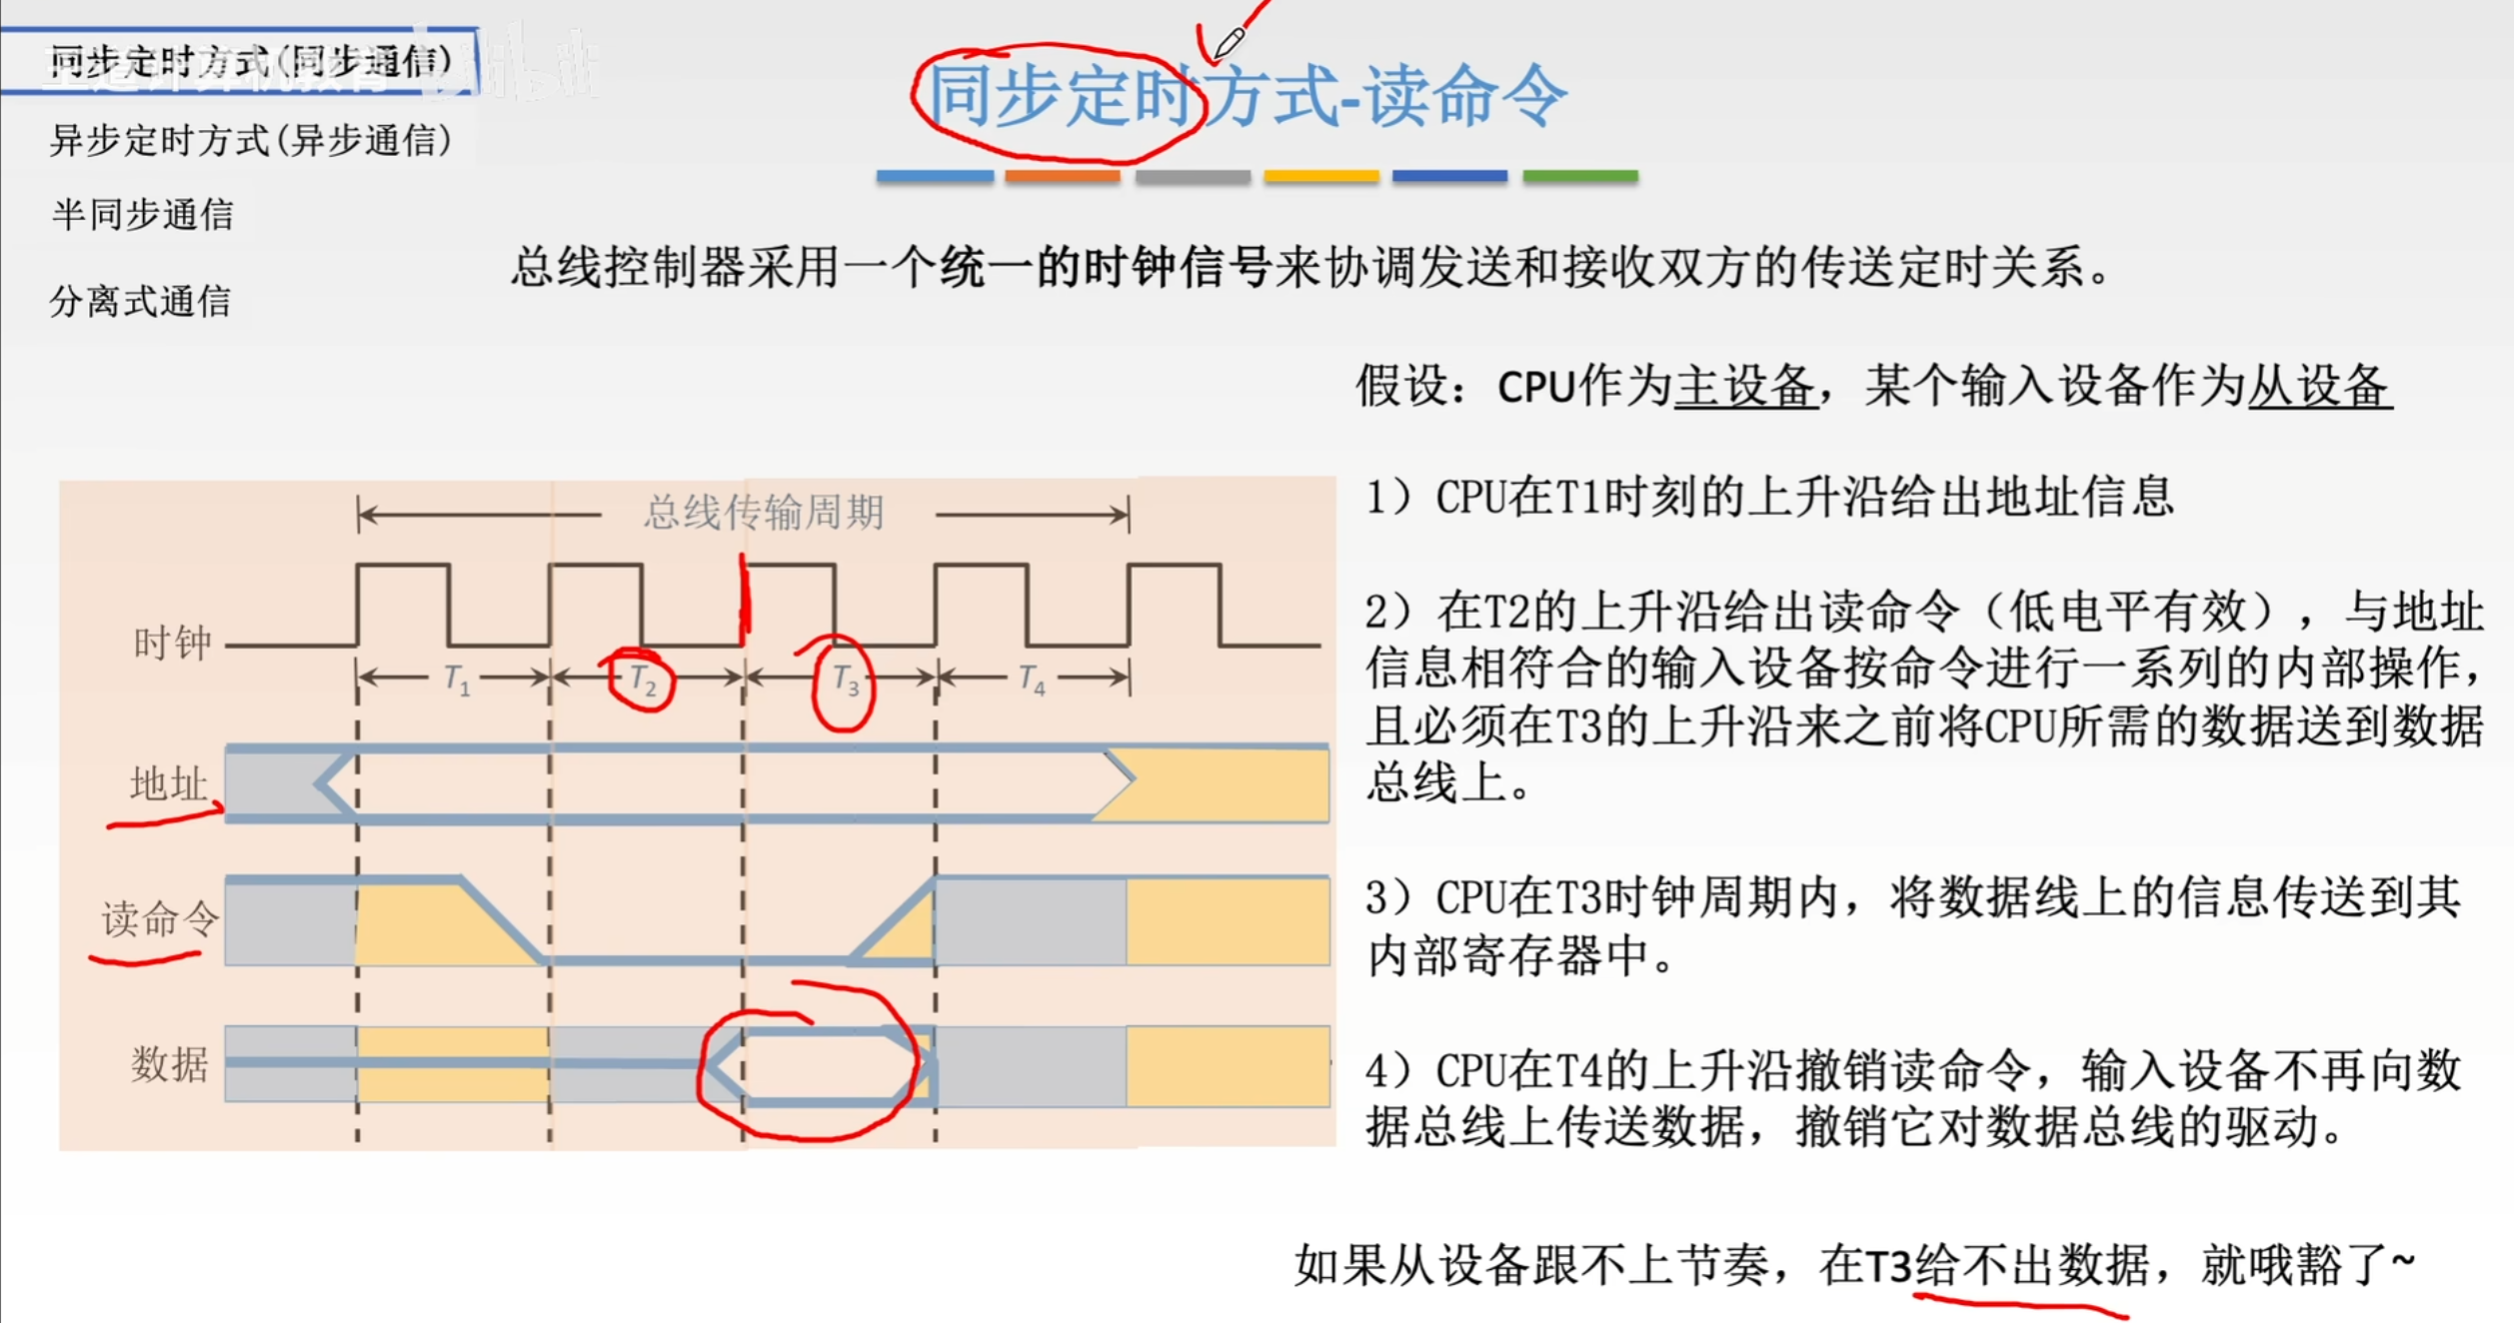 同步定时方式(同步通信)
异步定时方式(异步通信)
半同步通信
分离式通信
同步定时方式-读命令
总线控制器采用一个统一的时钟信号来协调发送和接收双方的传送定时关系。
假设：CPU作为主设备，某个输入设备作为从设备
总线传输周期
时钟
T1
T2
T3
T4
地址
读命令
数据
1）CPU在T1时刻的上升沿给出地址信息
2）在T2的上升沿给出读命令（低电平有效），与地址
信息相符合的输入设备按命令进行一系列的内部操作，
且必须在T3的上升沿来之前将CPU所需的数据送到数据
总线上。
3）CPU在T3时钟周期内，将数据线上的信息传送到其
内部寄存器中。
4）CPU在T4的上升沿撤销读命令，输入设备不再向数
据总线上传送数据，撤销它对数据总线的驱动。
如果从设备跟不上节奏，在T3给不出数据，就哦豁了~